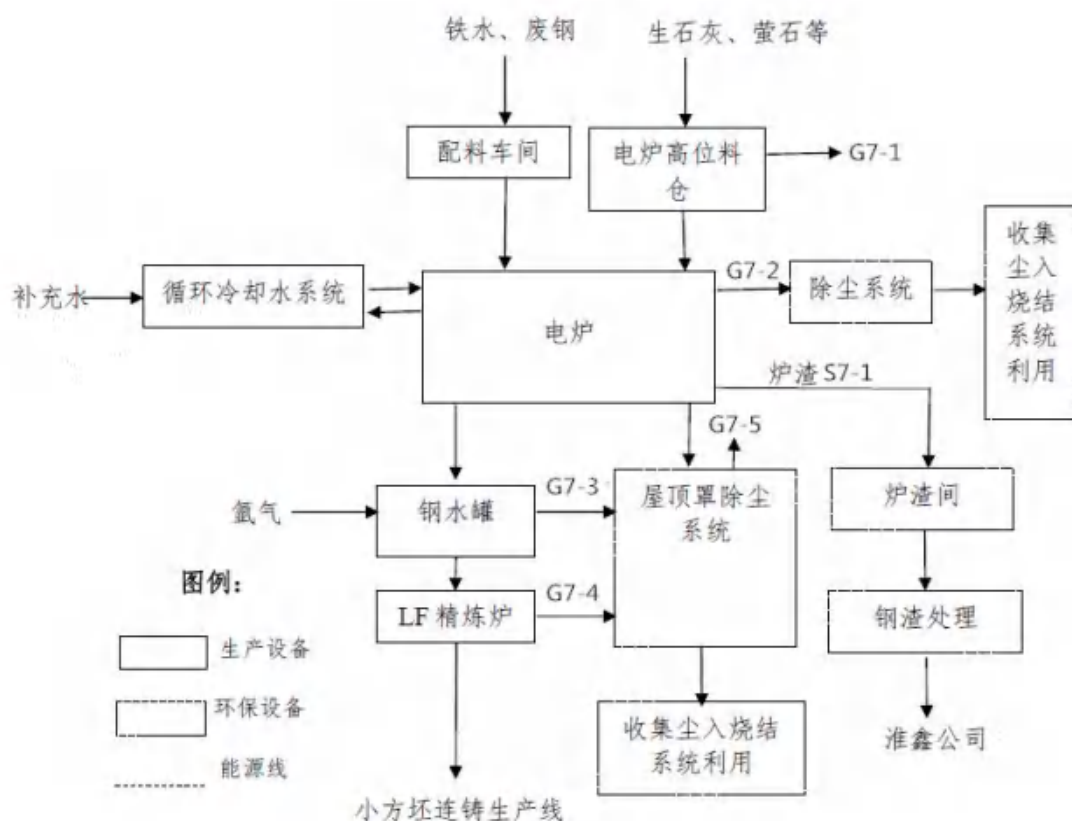 铁水、废钢
生石灰、萤石等
配料车间
电炉高位料
仓
G7-1
收集
尘入
烧结
系统
利用
补充水
循环冷却水系统
电炉
G7-2
除尘系统
炉渣 S7-1
G7-5
氩气
钢水罐
G7-3
屋顶罩除尘
系统
炉渣间
图例：
LF 精炼炉
G7-4
钢渣处理
生产设备
环保设备
能源线
收集尘入烧结
系统利用
淮鑫公司
小方坯连铸生产线